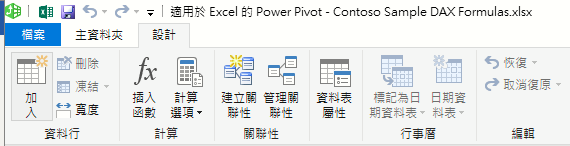 適用於 Excel 的 Power Pivot - Contoso Sample DAX Formulas.xlsx
檔案 主資料夾 設計
加入
刪除
凍結
寬度
資料行
fx
插入函數
計算選項
計算
建立關聯性
管理關聯性
關聯性
資料表屬性
標記為日期資料表
日期資料表
行事曆
恢復
取消復原
編輯